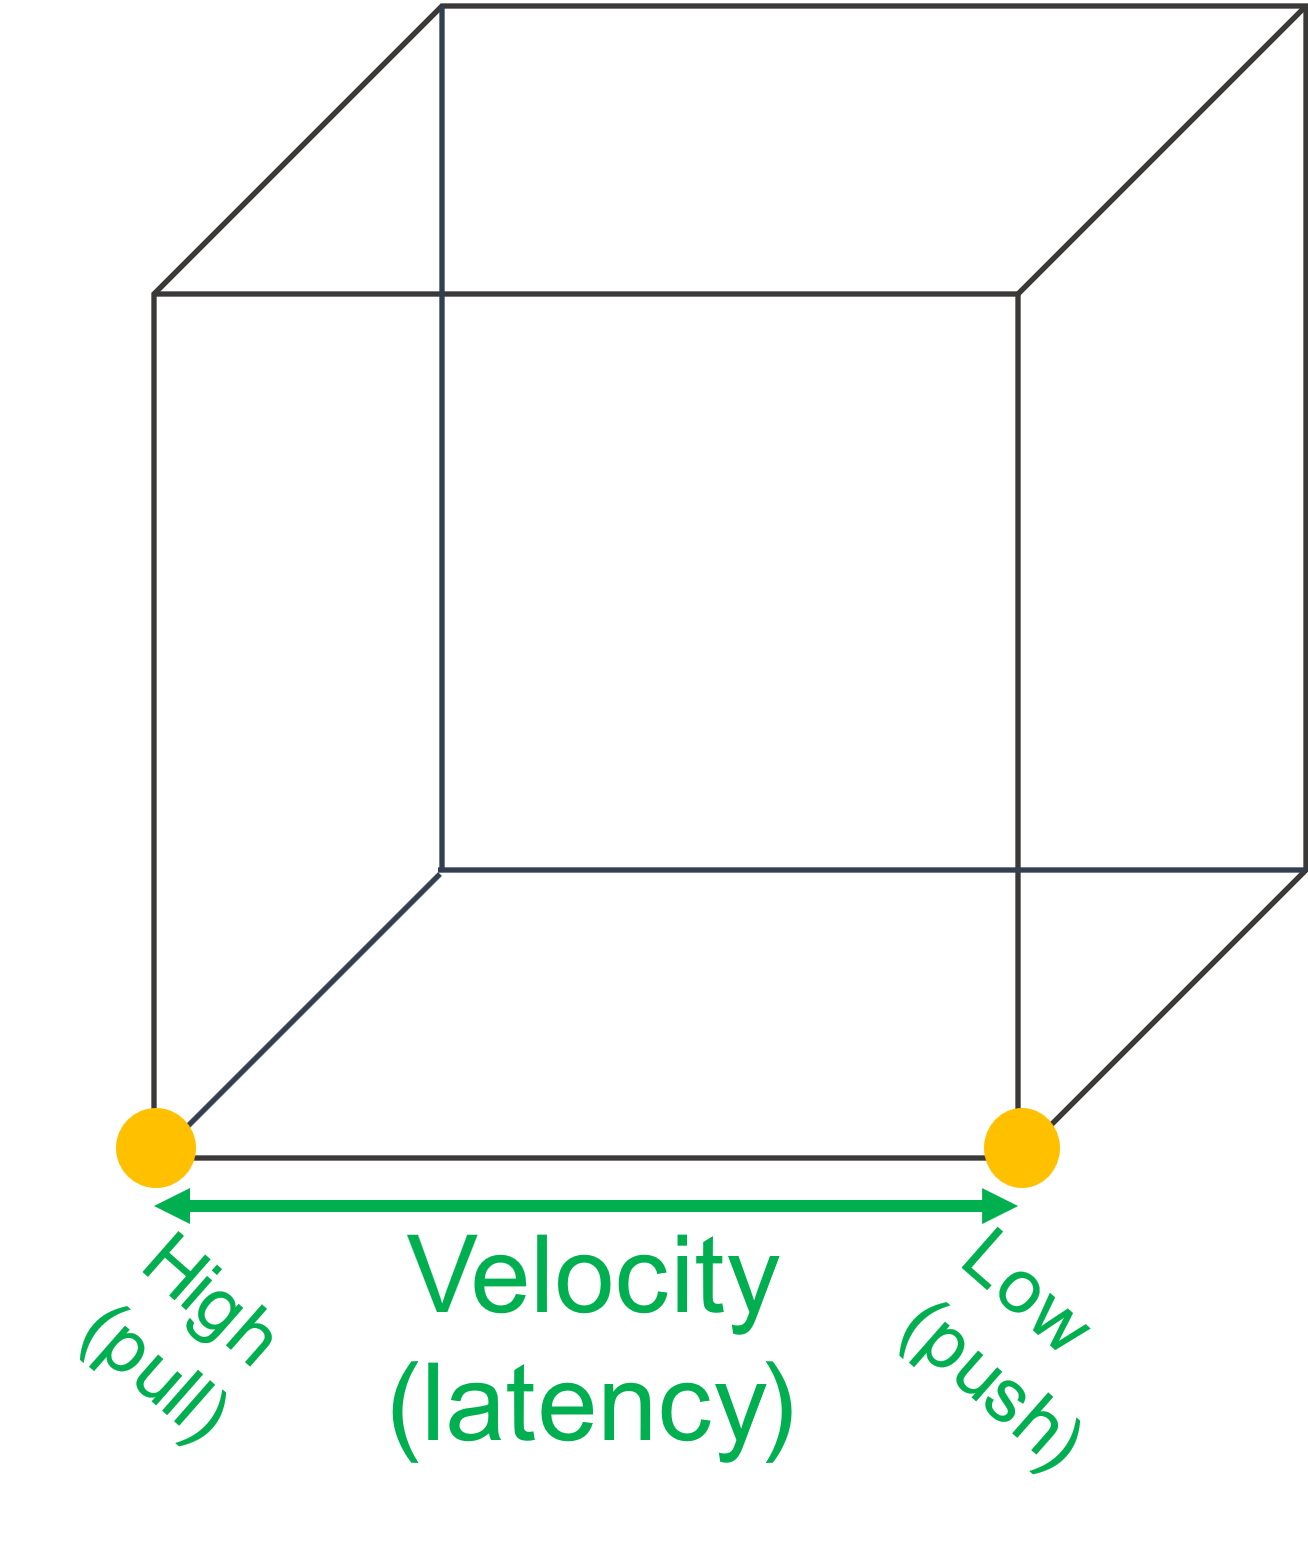 High
(pull)
Velocity
(latency)
Low
(push)